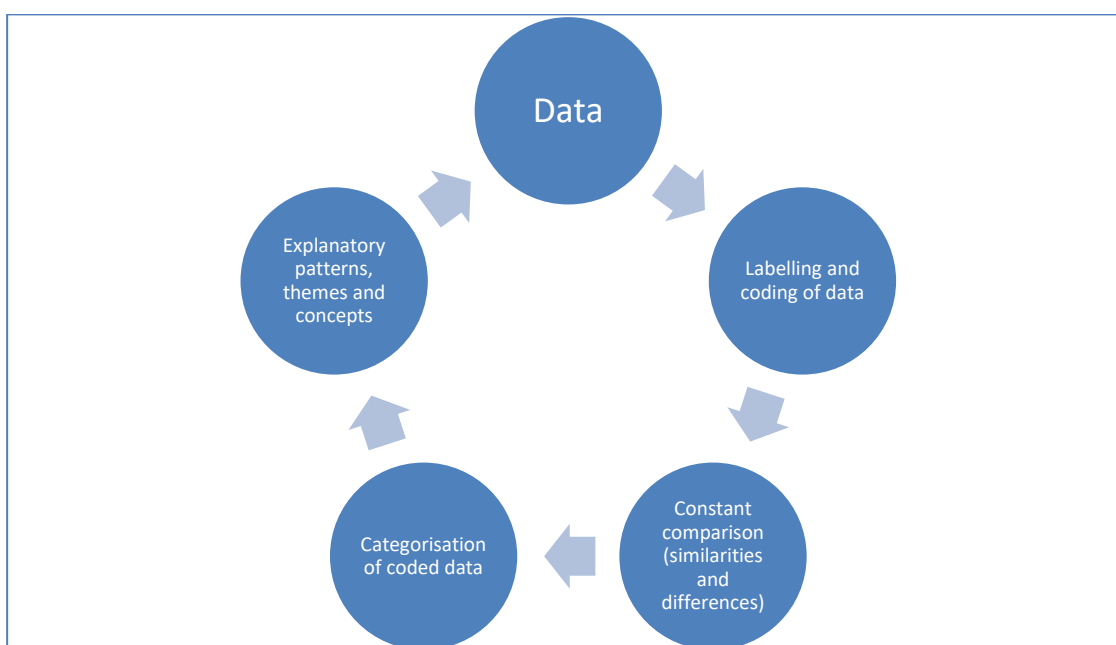 Data
Labelling and
coding of data
Constant
comparison
(similarities
and
differences)
Categorisation
of coded data
Explanatory
patterns,
themes and
concepts